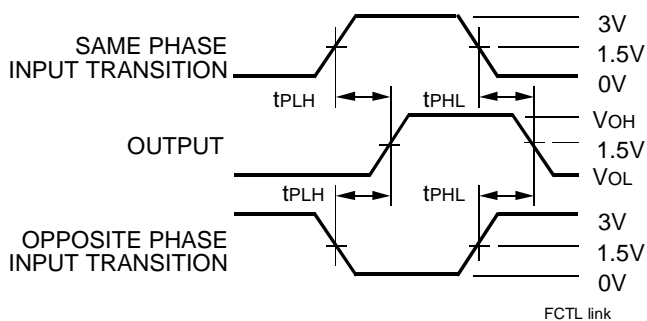 3V
SAME PHASE
INPUT TRANSITION
1.5V
0V
tPLH
tPHL
VOH
OUTPUT
1.5V
VOL
tPLH
tPHL
3V
OPPOSITE PHASE
INPUT TRANSITION
1.5V
0V
FCTL link